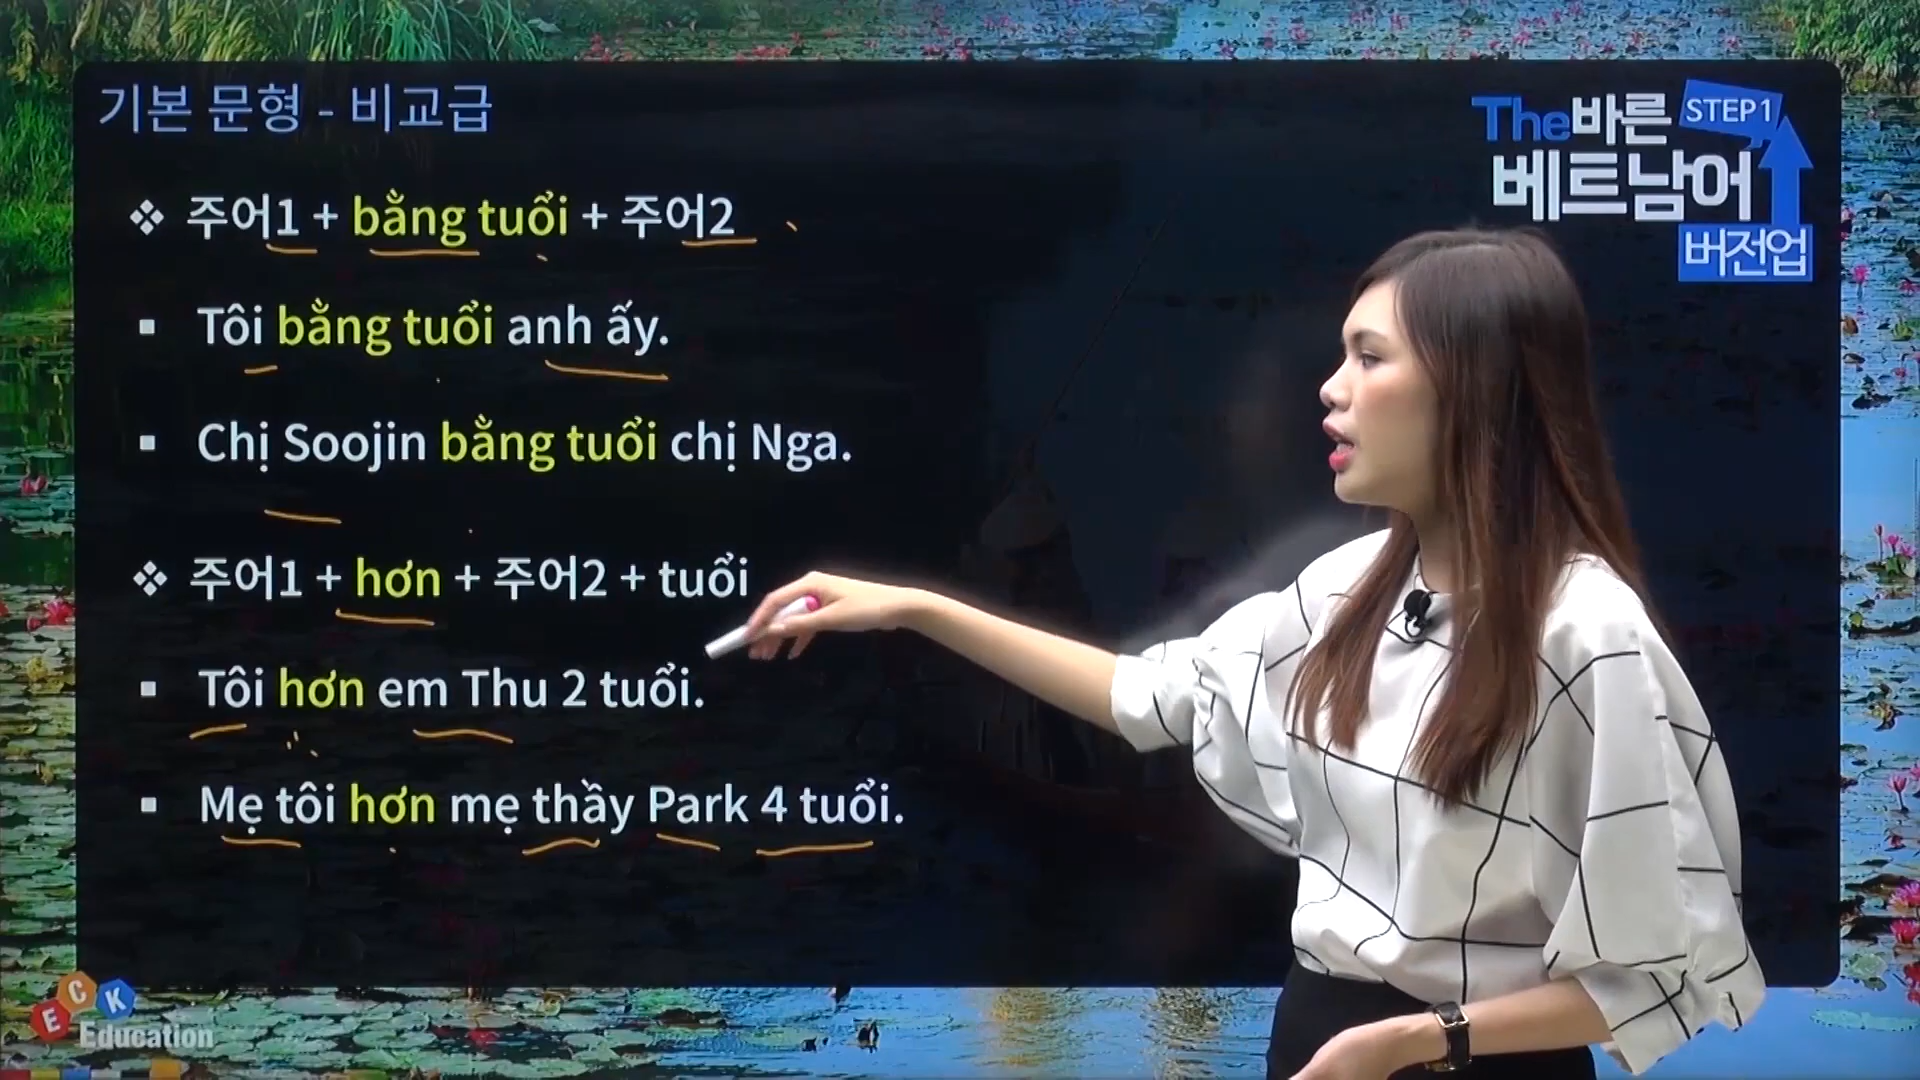 기본 문형 - 비교급
The바른 STEP1
베트남어
버전업
❖ 주어1 + bằng tuổi + 주어2
▪ Tôi bằng tuổi anh ấy.
▪ Chị Soojin bằng tuổi chị Nga.
❖ 주어1 + hơn + 주어2 + tuổi
▪ Tôi hơn em Thu 2 tuổi.
▪ Mẹ tôi hơn mẹ thầy Park 4 tuổi.
ECK
Education